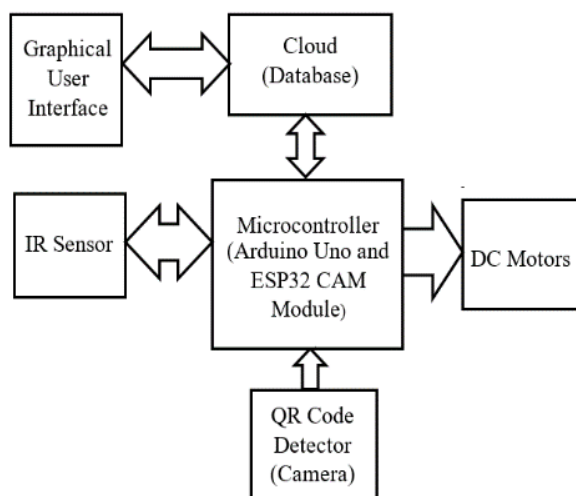 Graphical
User
Interface
Cloud
(Database)
IR Sensor
Microcontroller
(Arduino Uno and
ESP32 CAM
Module)
DC Motors
QR Code
Detector
(Camera)